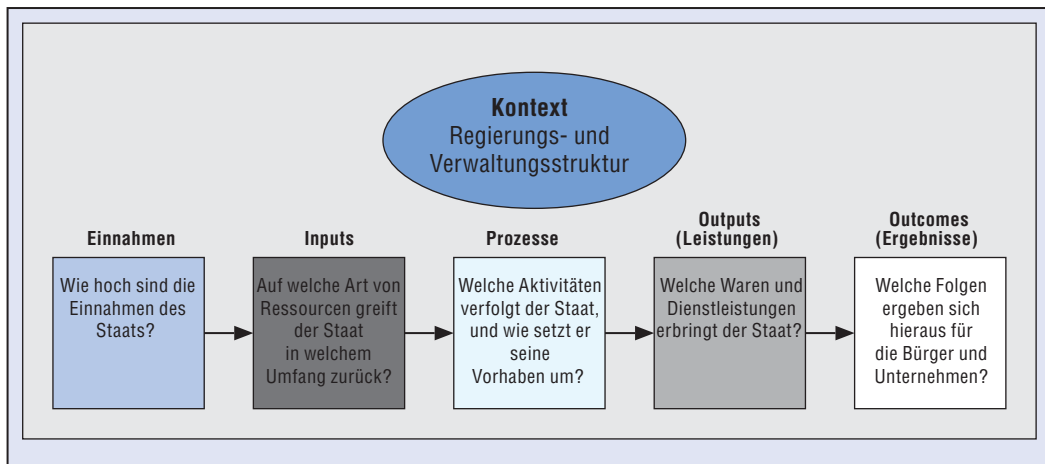 Kontext
Regierungs- und
Verwaltungsstruktur
Einnahmen
Wie hoch sind die
Einnahmen des
Staats?
Inputs
Auf welche Art von
Ressourcen greift
der Staat
in welchem
Umfang zurück?
Prozesse
Welche Aktivitäten
verfolgt der Staat,
und wie setzt er
seine
Vorhaben um?
Outputs
(Leistungen)
Welche Waren und
Dienstleistungen
erbringt der Staat?
Outcomes
(Ergebnisse)
Welche Folgen
ergeben sich
hieraus für
die Bürger und
Unternehmen?